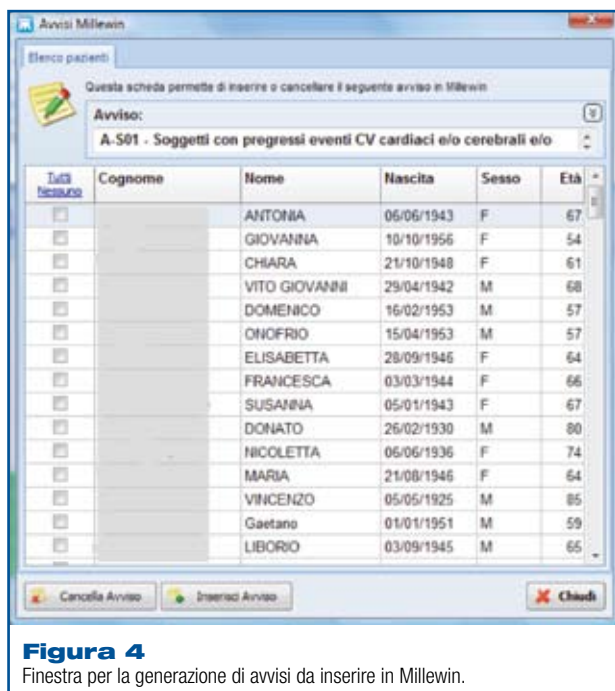 Avvisi Millewin
Elenco pazienti
Questa scheda permette di inserire o cancellare il seguente avviso in Millewin
Avviso:
A-S01 - Soggetti con pregressi eventi CV cardiaci e/o cerebrali e/o
Tutti Nessuno Cognome Nome Nascita Sesso Età
ANTONIA 06/06/1943 F 67
GIOVANNA 10/10/1956 F 54
CHIARA 21/10/1948 F 61
VITO GIOVANNI 29/04/1942 M 68
DOMENICO 16/02/1953 M 57
ONOFRIO 15/04/1953 M 57
ELISABETTA 28/09/1946 F 64
FRANCESCA 03/03/1944 F 66
SUSANNA 05/01/1943 F 67
DONATO 26/02/1930 M 80
NICOLETTA 06/06/1936 F 74
MARIA 21/08/1946 F 64
VINCENZO 05/05/1925 M 85
Gaetano 01/01/1951 M 59
LIBORIO 03/09/1945 M 65
Cancella Avviso Inserisci Avviso Chiudi
Figura 4
Finestra per la generazione di avvisi da inserire in Millewin.